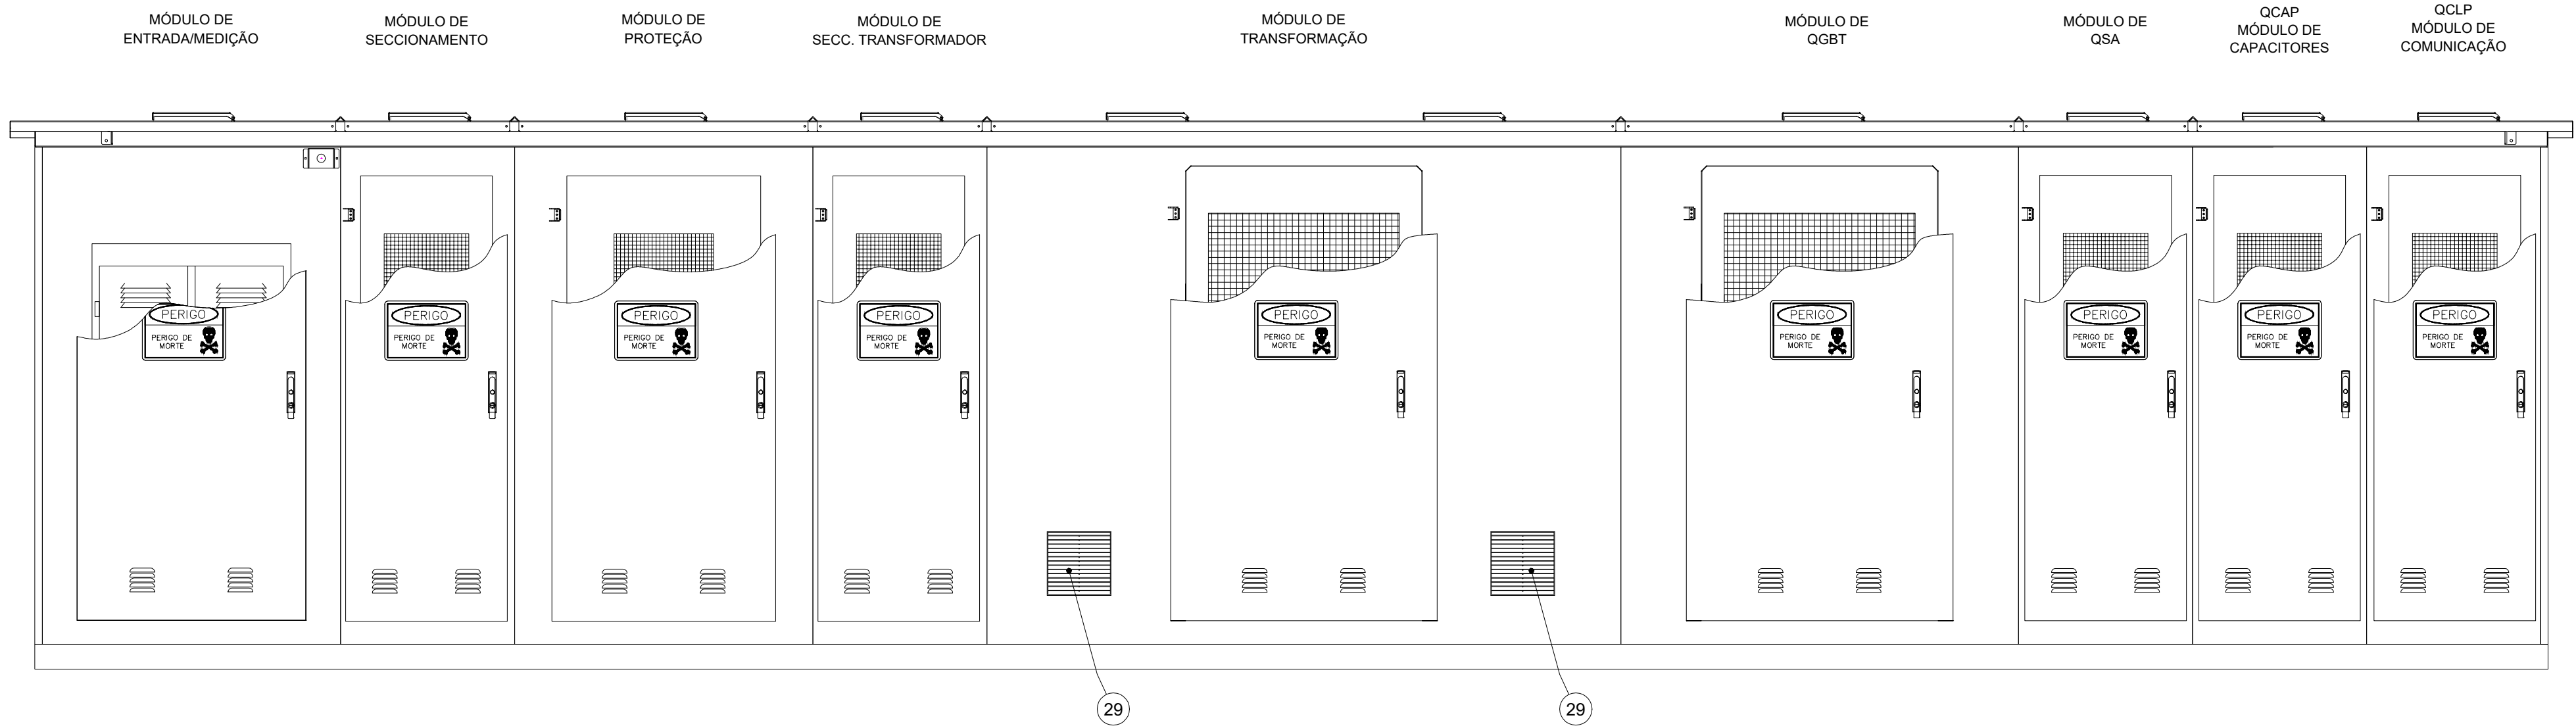 MÓDULO DE
ENTRADA/MEDIÇÃO
MÓDULO DE
SECCIONAMENTO
MÓDULO DE
PROTEÇÃO
MÓDULO DE
SECC. TRANSFORMADOR
MÓDULO DE
TRANSFORMAÇÃO
MÓDULO DE
QGBT
MÓDULO DE
QSA
QCAP
MÓDULO DE
CAPACITORES
QCLP
MÓDULO DE
COMUNICAÇÃO
PERIGO
PERIGO DE
MORTE
PERIGO
PERIGO DE
MORTE
PERIGO
PERIGO DE
MORTE
PERIGO
PERIGO DE
MORTE
PERIGO
PERIGO DE
MORTE
PERIGO
PERIGO DE
MORTE
PERIGO
PERIGO DE
MORTE
PERIGO
PERIGO DE
MORTE
PERIGO
PERIGO DE
MORTE
29
29